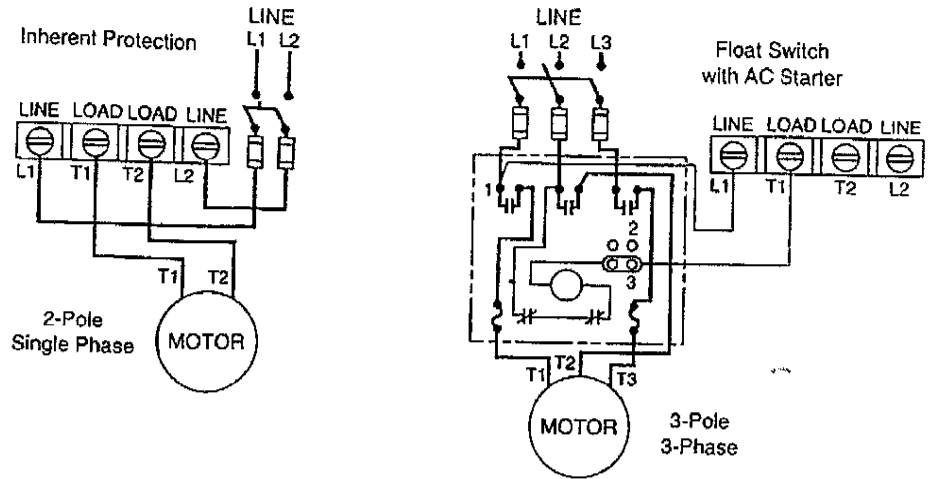 Inherent Protection
LINE
L1 L2
LINE LOAD LOAD LINE
L1 T1 T2 L2
T1 T2
2-Pole
Single Phase
MOTOR
LINE
L1 L2 L3
Float Switch
with AC Starter
LINE LOAD LOAD LINE
L1 T1 T2 L2
1
2
3
T1 T2 T3
MOTOR
3-Pole
3-Phase